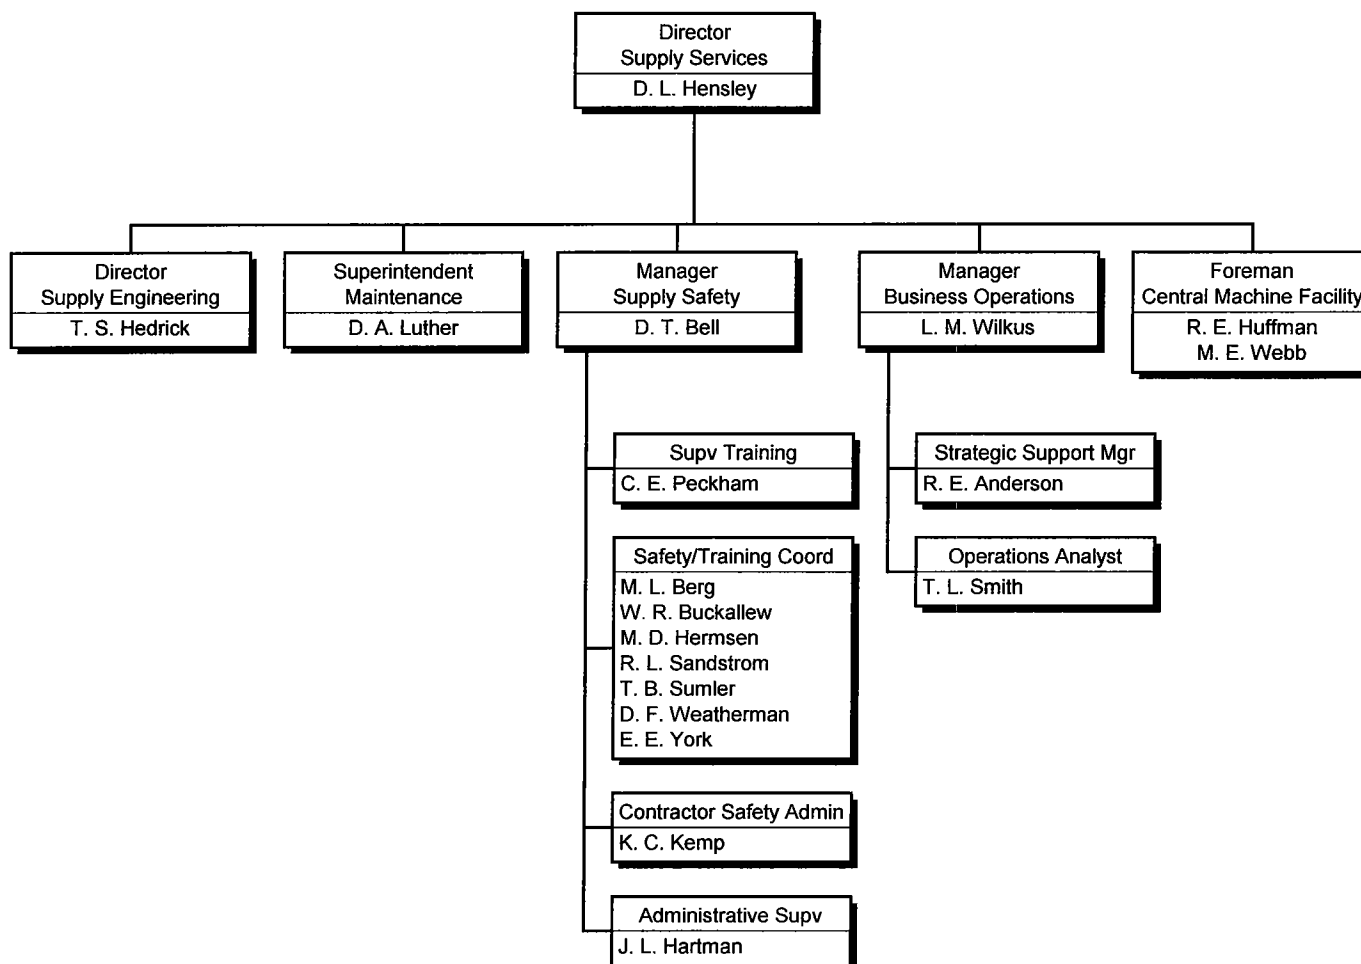 Director
Supply Services
D. L. Hensley
Director
Supply Engineering
T. S. Hedrick
Superintendent
Maintenance
D. A. Luther
Manager
Supply Safety
D. T. Bell
Manager
Business Operations
L. M. Wilkus
Foreman
Central Machine Facility
R. E. Huffman
M. E. Webb
Supv Training
C. E. Peckham
Safety/Training Coord
M. L. Berg
W. R. Buckallew
M. D. Hermsen
R. L. Sandstrom
T. B. Sumler
D. F. Weatherman
E. E. York
Contractor Safety Admin
K. C. Kemp
Administrative Supv
J. L. Hartman
Strategic Support Mgr
R. E. Anderson
Operations Analyst
T. L. Smith